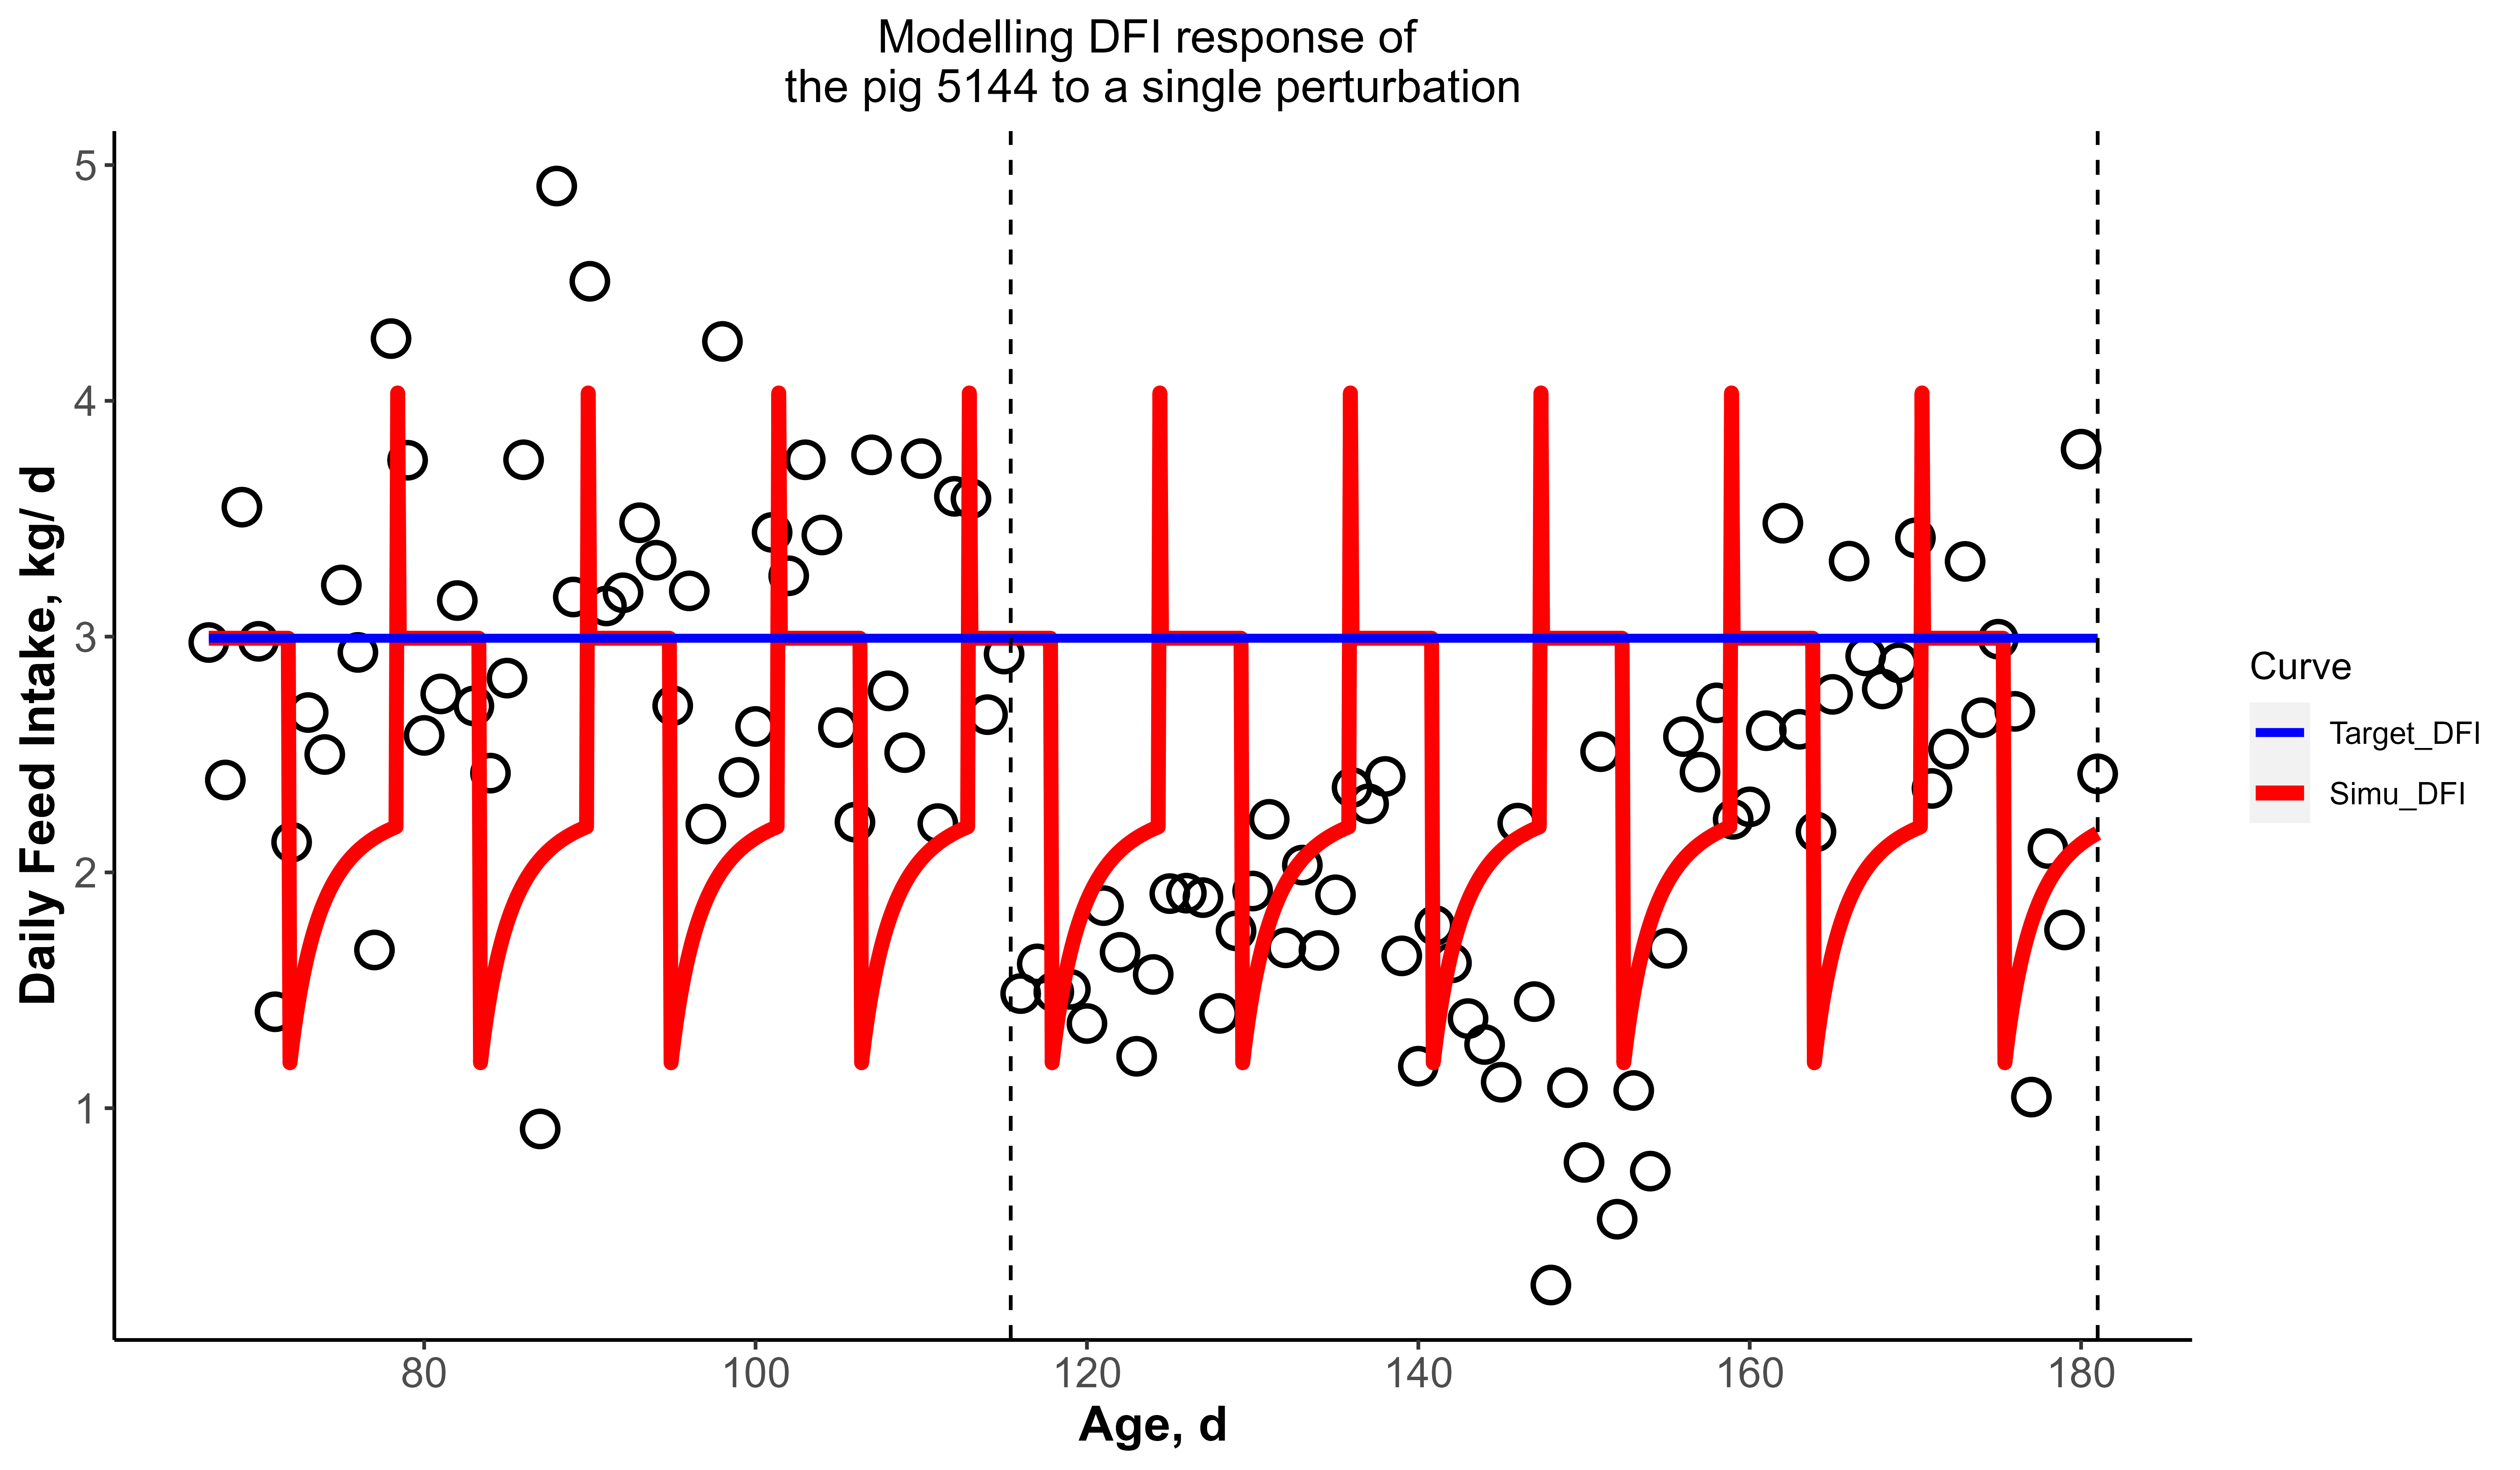 Modelling DFI response of
the pig 5144 to a single perturbation
Daily Feed Intake, kg/ d
5
4
3
2
1
80 100 120 140 160 180
Age, d
Curve
Target_DFI
Simu_DFI